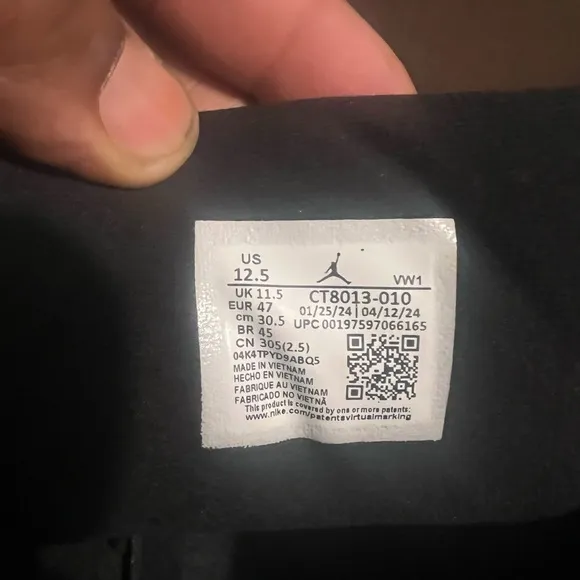 US
12.5
VW1
UK 11.5
EUR 47
cm 30.5
BR 45
CN 305(2.5)
CT8013-010
01/25/24 | 04/12/24
UPC 00197597066165
04K4TPYD9ABQ5
MADE IN VIETNAM
HECHO EN VIETNAM
FABRIQUE AU VIETNAM
FABRICADO NO VIETNÃ
This product is covered by one or more patents:
www.nike.com/patentsvirtualmarking